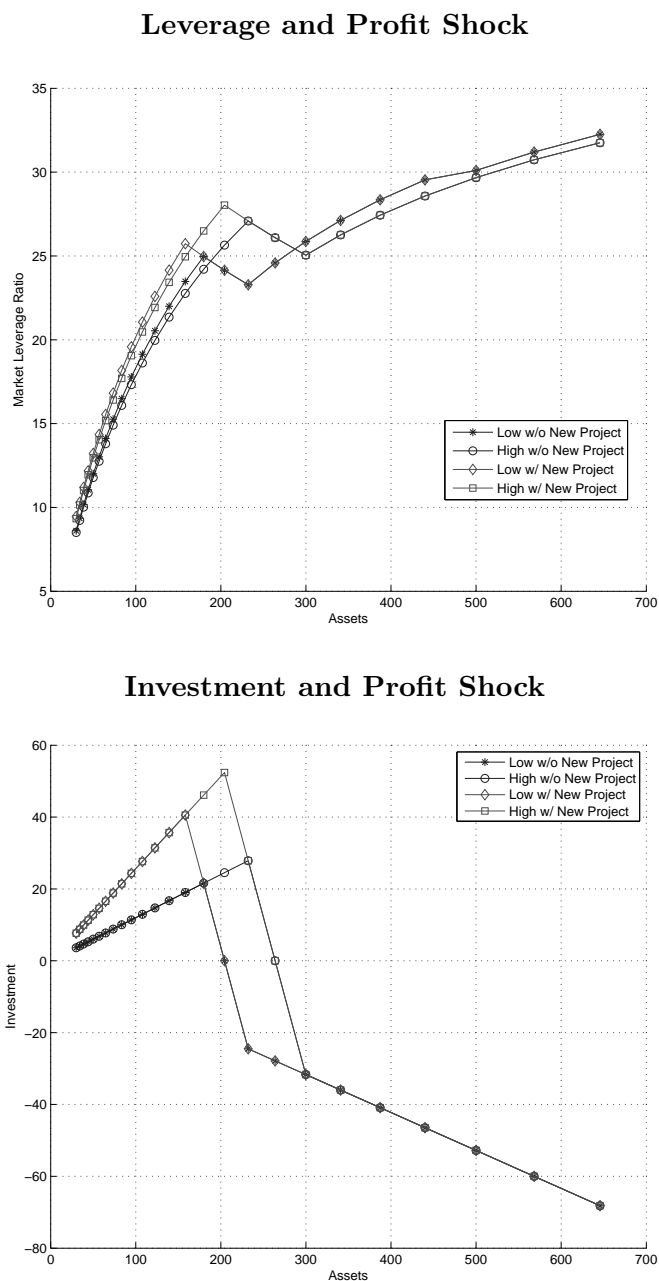 Leverage and Profit Shock
35
30
25
20
15
10
5
Market Leverage Ratio
Low w/o New Project
High w/o New Project
Low w/ New Project
High w/ New Project
0 100 200 300 400 500 600 700
Assets
Investment and Profit Shock
60
40
20
0
−20
−40
−60
−80
Investment
Low w/o New Project
High w/o New Project
Low w/ New Project
High w/ New Project
0 100 200 300 400 500 600 700
Assets